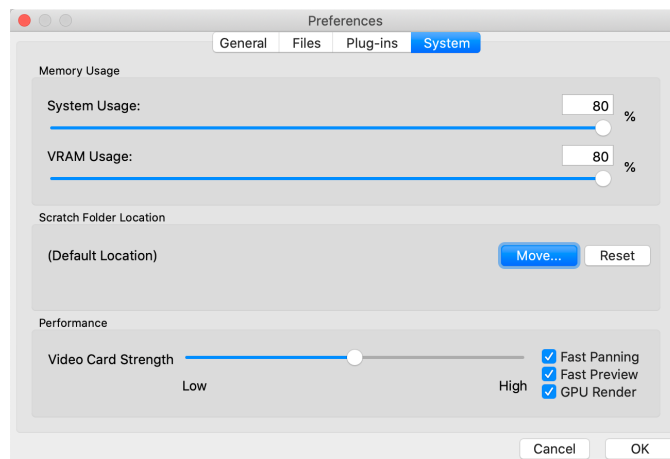 Preferences
General Files Plug-ins System
Memory Usage
System Usage: 80 %
VRAM Usage: 80 %
Scratch Folder Location
(Default Location) Move... Reset
Performance
Video Card Strength Fast Panning
Fast Preview
Low High GPU Render
Cancel OK